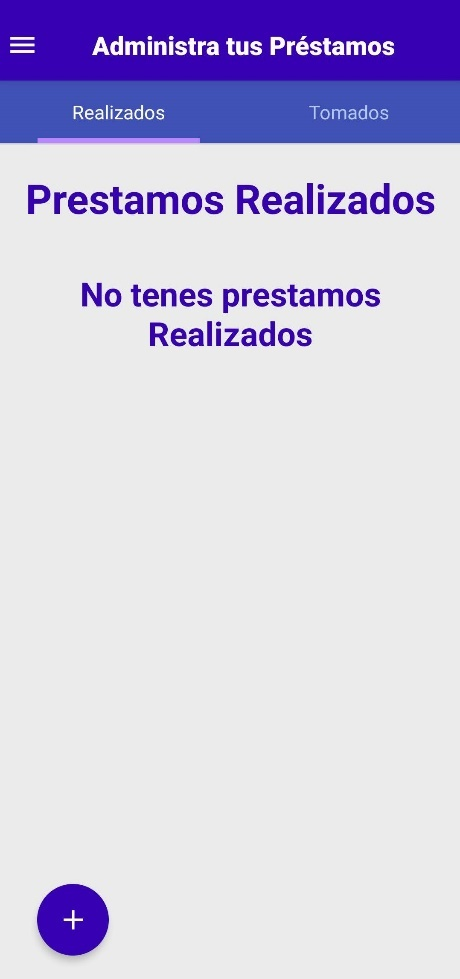 Administra tus Préstamos
Realizados
Tomados
Prestamos Realizados
No tenes prestamos
Realizados
+